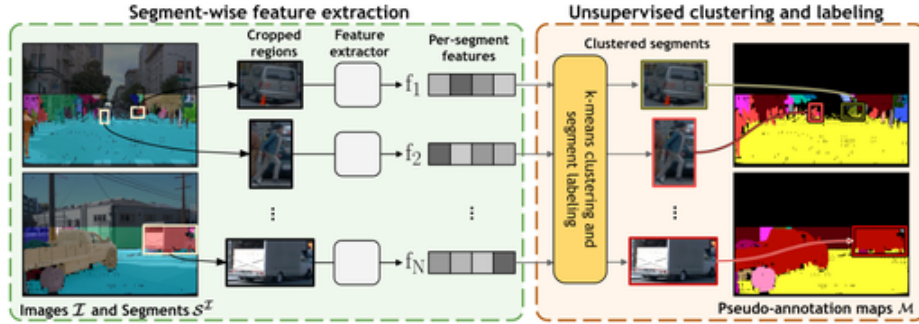 Segment-wise feature extraction
Unsupervised clustering and labeling
Cropped regions
Feature extractor
Per-segment features
Clustered segments
f₁
f₂
⋮
f_N
k-means clustering and segment labeling
Images ℐ and Segments 𝒮^ℐ
Pseudo-annotation maps ℳ